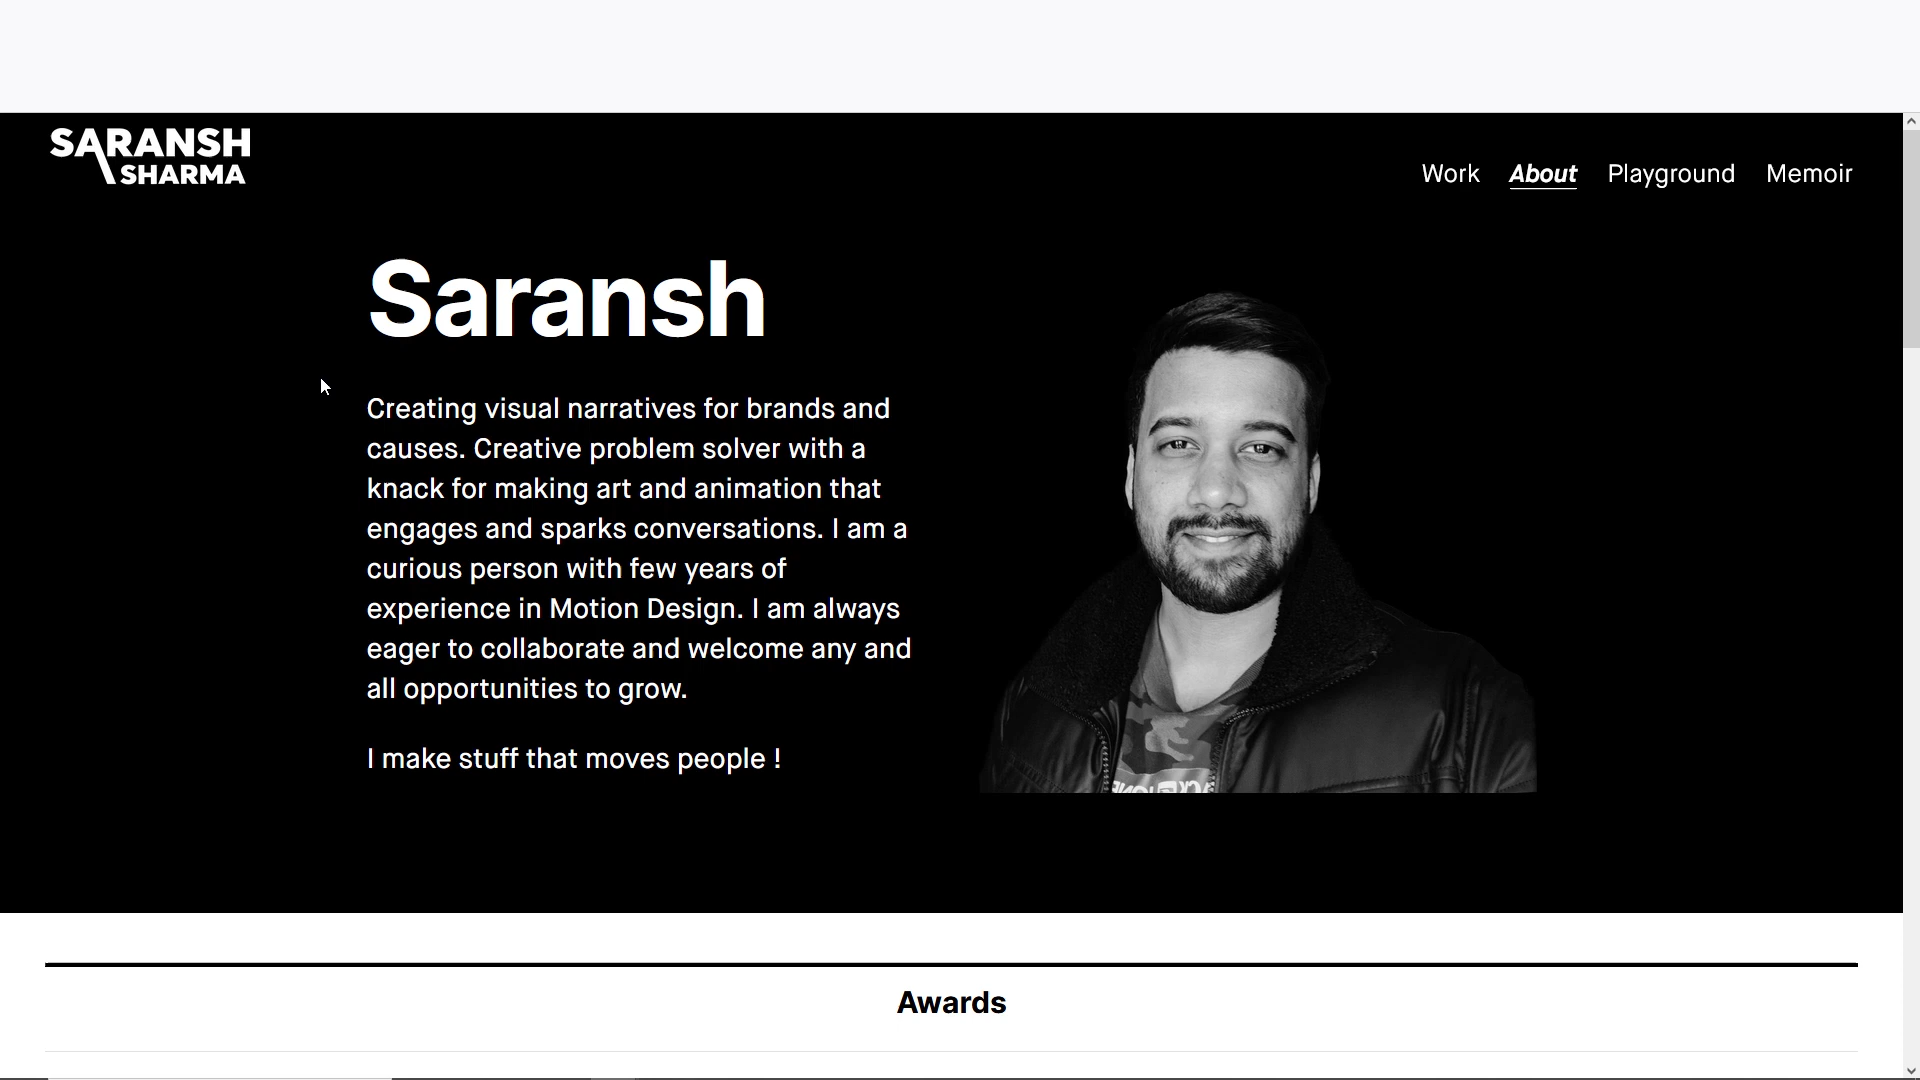 SARANSH
SHARMA
Work About Playground Memoir
Saransh
Creating visual narratives for brands and
causes. Creative problem solver with a
knack for making art and animation that
engages and sparks conversations. I am a
curious person with few years of
experience in Motion Design. I am always
eager to collaborate and welcome any and
all opportunities to grow.
I make stuff that moves people !
Awards